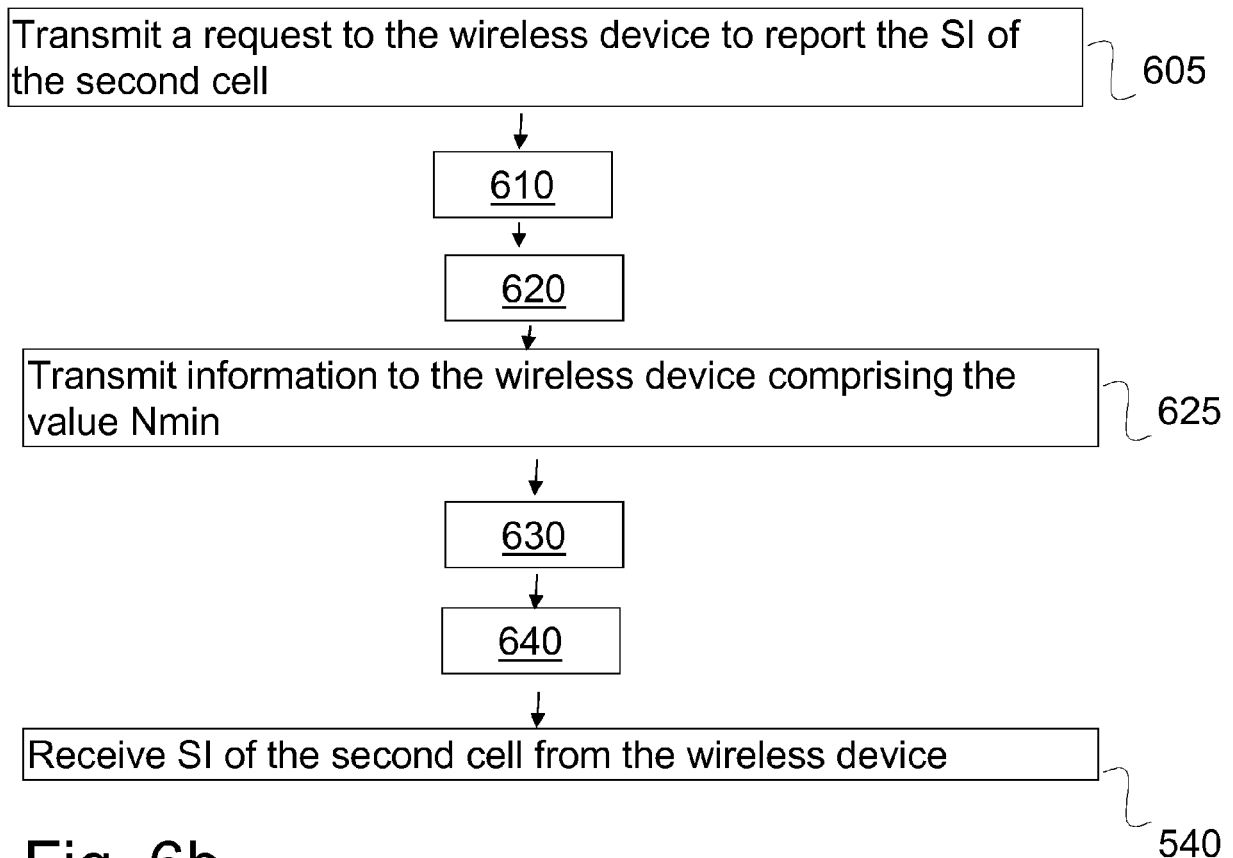 Transmit a request to the wireless device to report the SI of
the second cell
605
610
620
Transmit information to the wireless device comprising the
value Nmin
625
630
640
Receive SI of the second cell from the wireless device
540
Fig. 6b